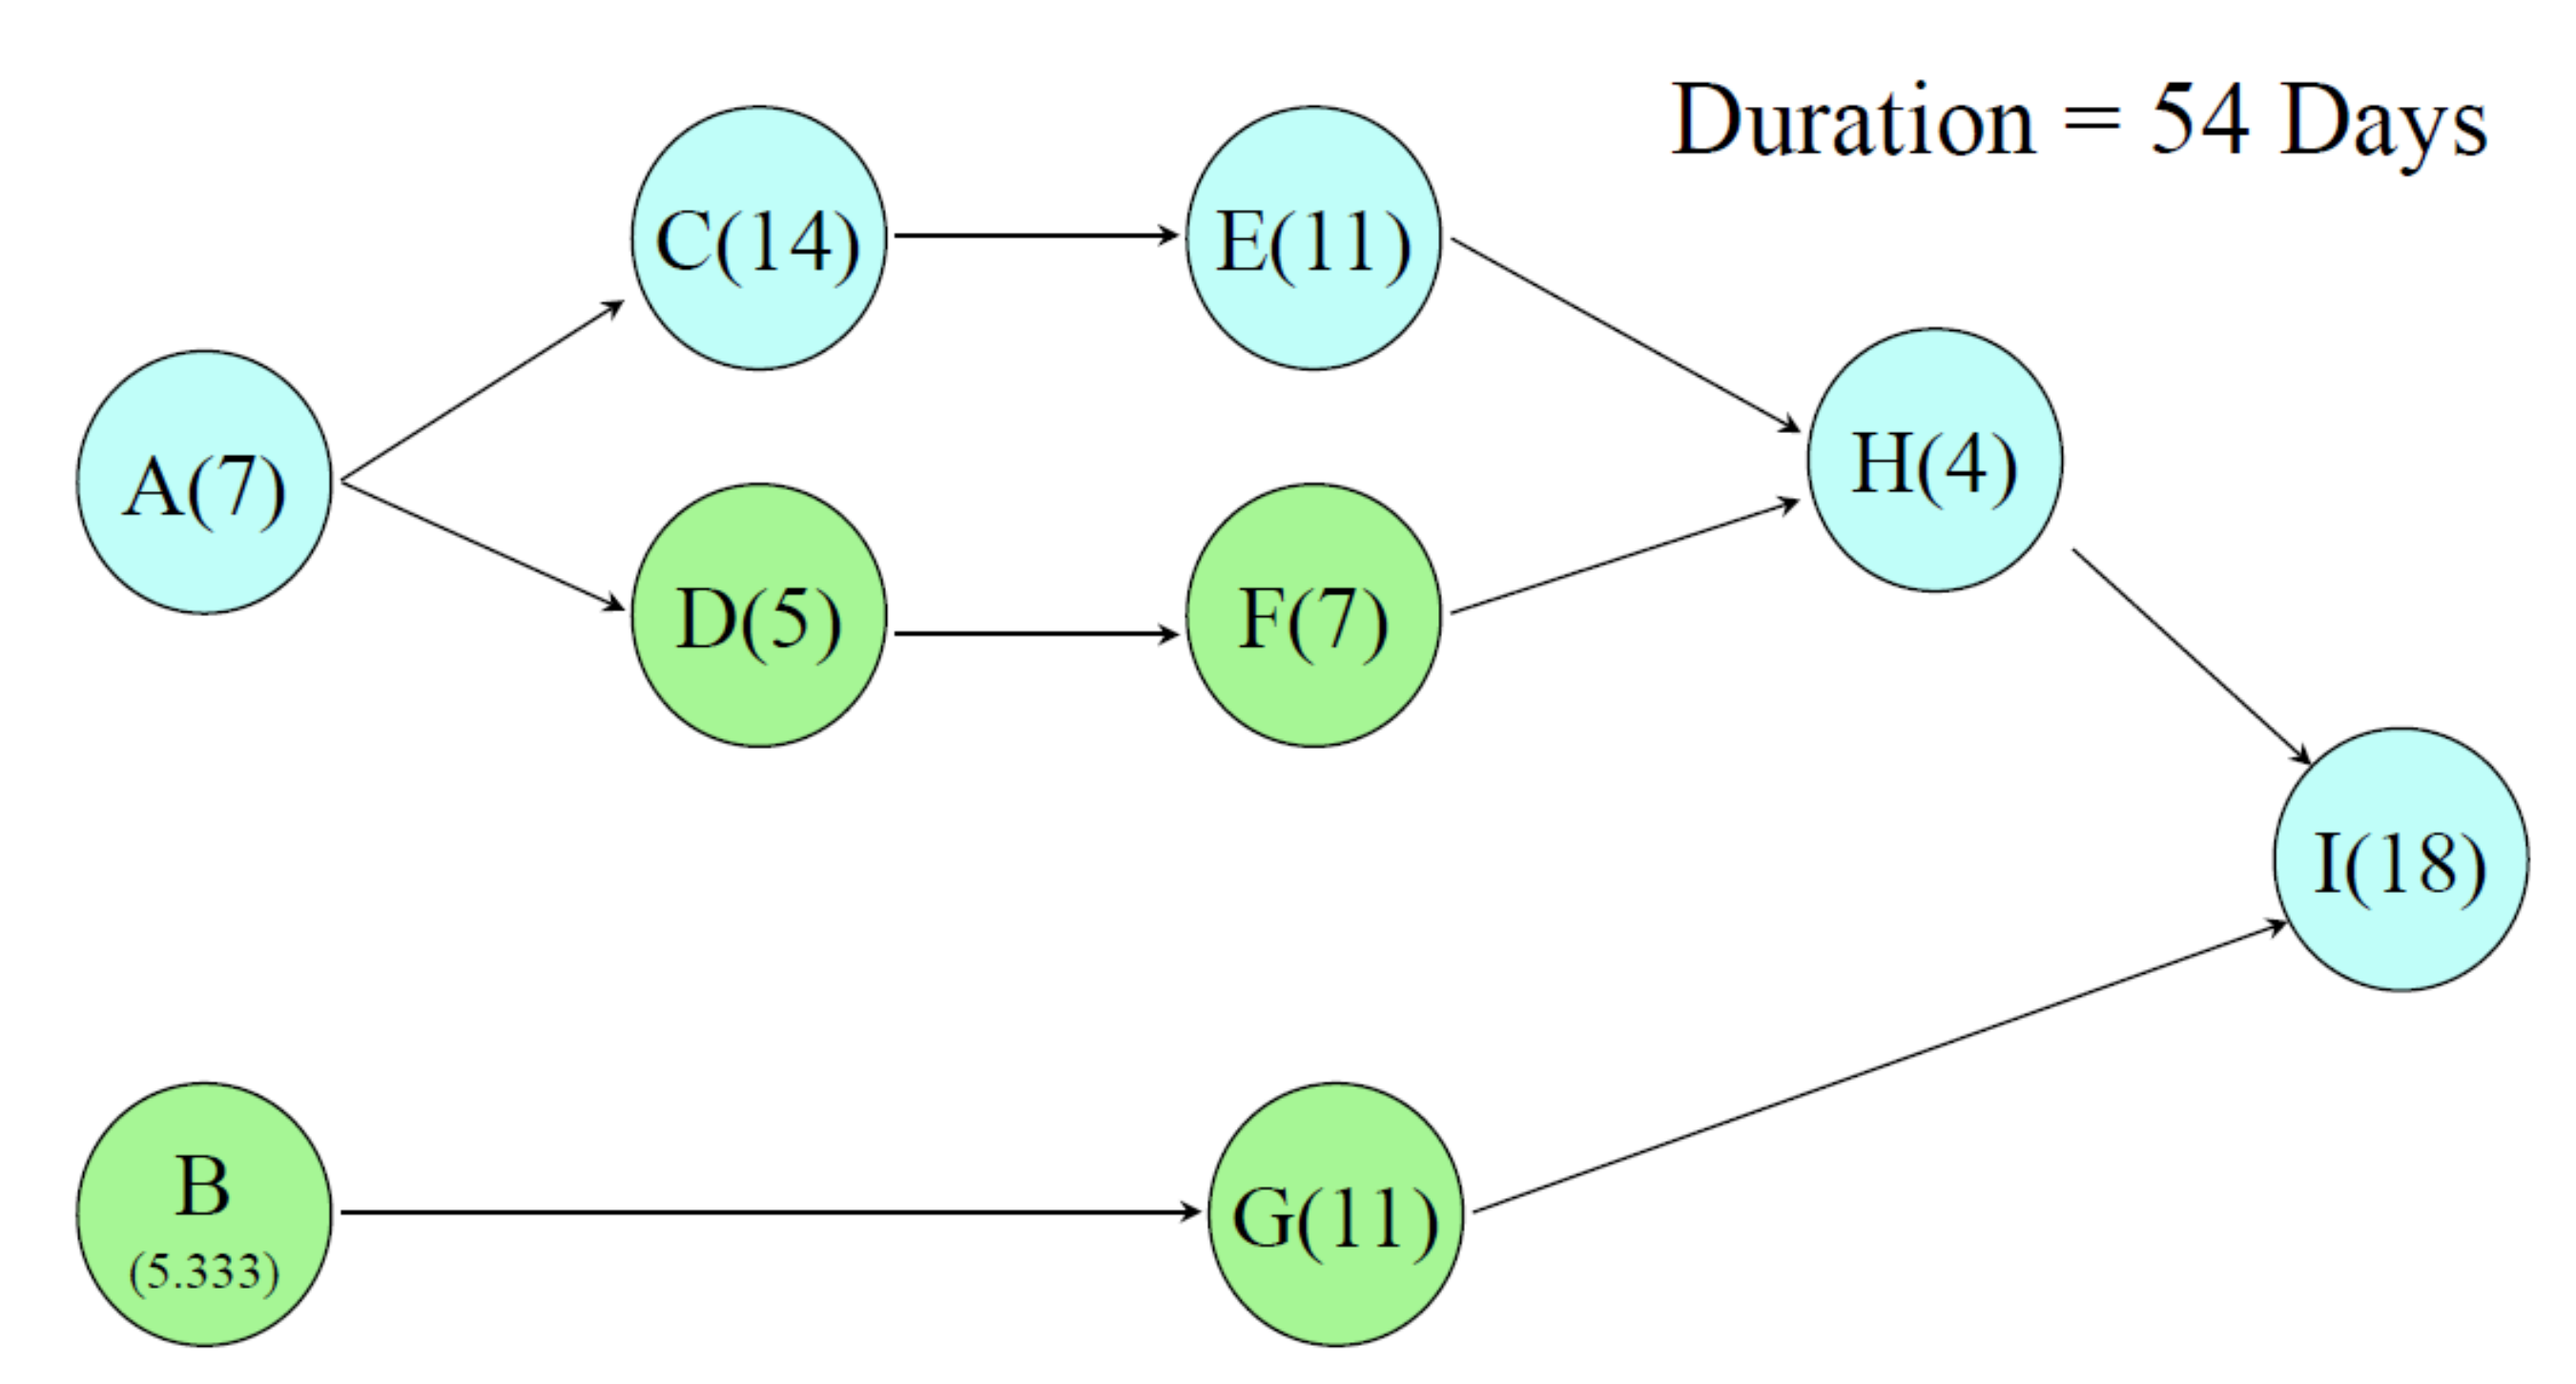 Duration = 54 Days
C(14)
E(11)
A(7)
H(4)
D(5)
F(7)
I(18)
B
(5.333)
G(11)